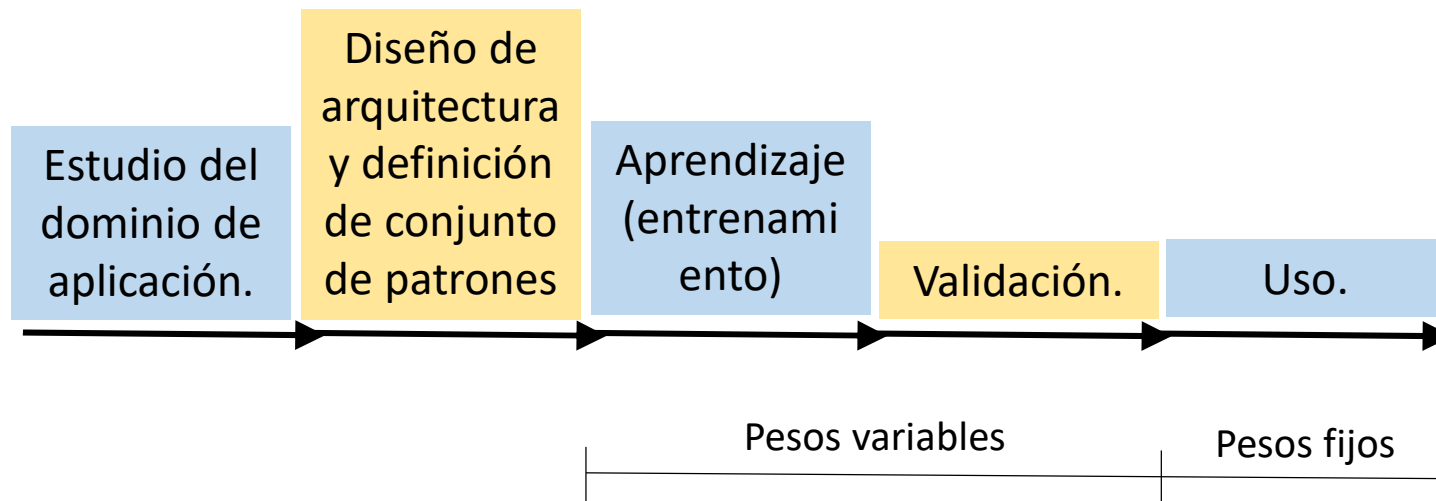 Estudio del
dominio de
aplicación.
Diseño de
arquitectura
y definición
de conjunto
de patrones
Aprendizaje
(entrenami
ento)
Validación.
Uso.
Pesos variables
Pesos fijos